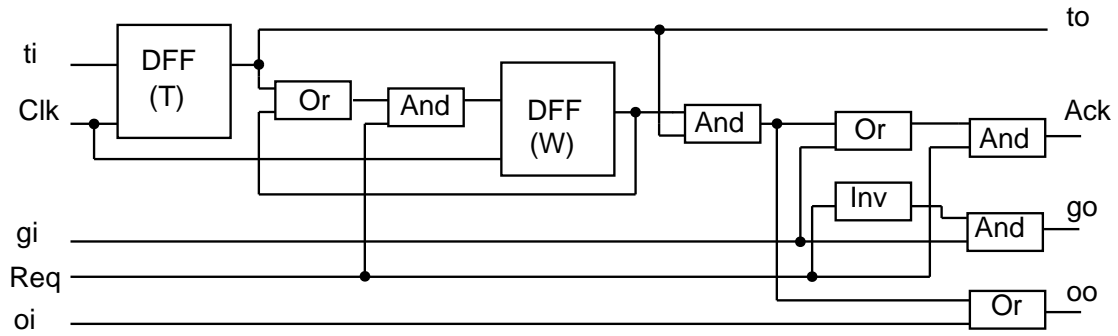 to
ti
DFF
(T)
Or
And
DFF
(W)
Clk
And
Or
And
Ack
Inv
gi
And
go
Req
Or
oo
oi